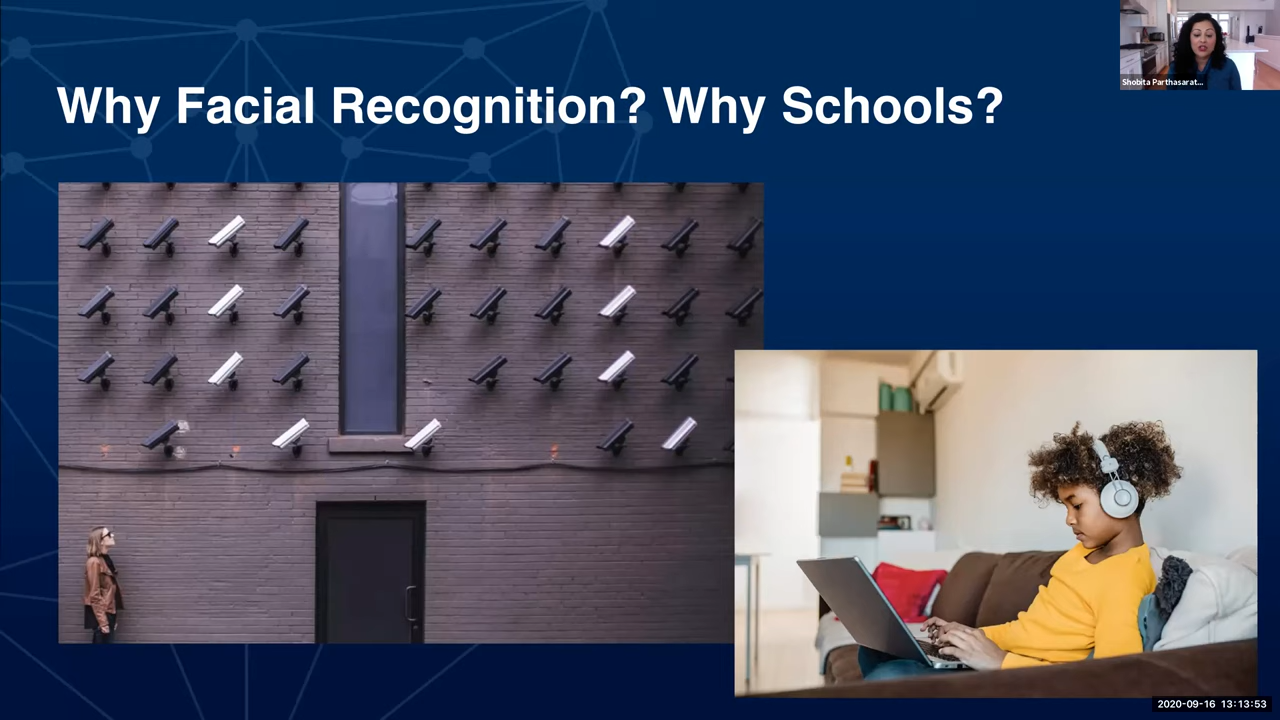 Why Facial Recognition? Why Schools?
Shobita Parthasarat...
2020-09-16 13:13:53